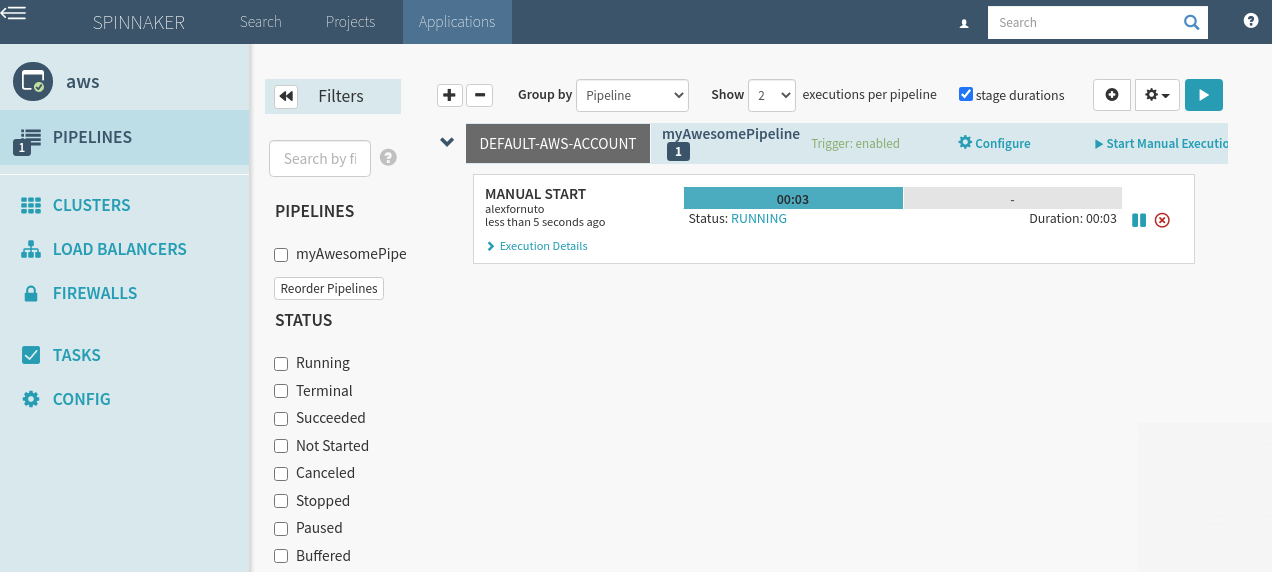 SPINNAKER Search Projects Applications Search
aws
PIPELINES
1
CLUSTERS
LOAD BALANCERS
FIREWALLS
TASKS
CONFIG
Filters
Search by fi
PIPELINES
myAwesomePipe
Reorder Pipelines
STATUS
Running
Terminal
Succeeded
Not Started
Canceled
Stopped
Paused
Buffered
Group by Pipeline Show 2 executions per pipeline stage durations
DEFAULT-AWS-ACCOUNT myAwesomePipeline 1 Trigger: enabled Configure Start Manual Executio
MANUAL START
alexfornuto
less than 5 seconds ago
Execution Details
00:03 -
Status: RUNNING Duration: 00:03